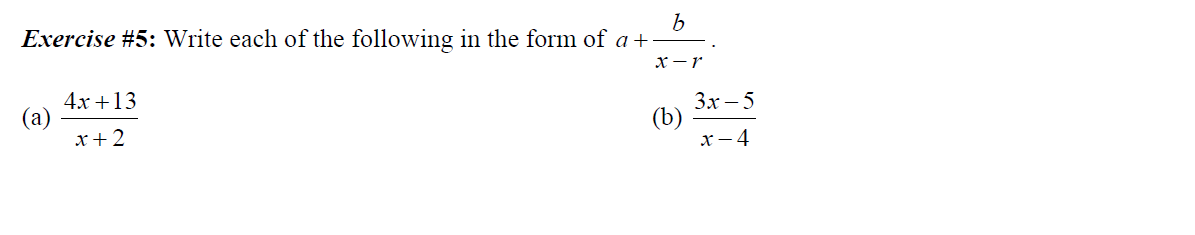 Exercise #5: Write each of the following in the form of a + b/(x − r).
(a) (4x + 13)/(x + 2) (b) (3x − 5)/(x − 4)